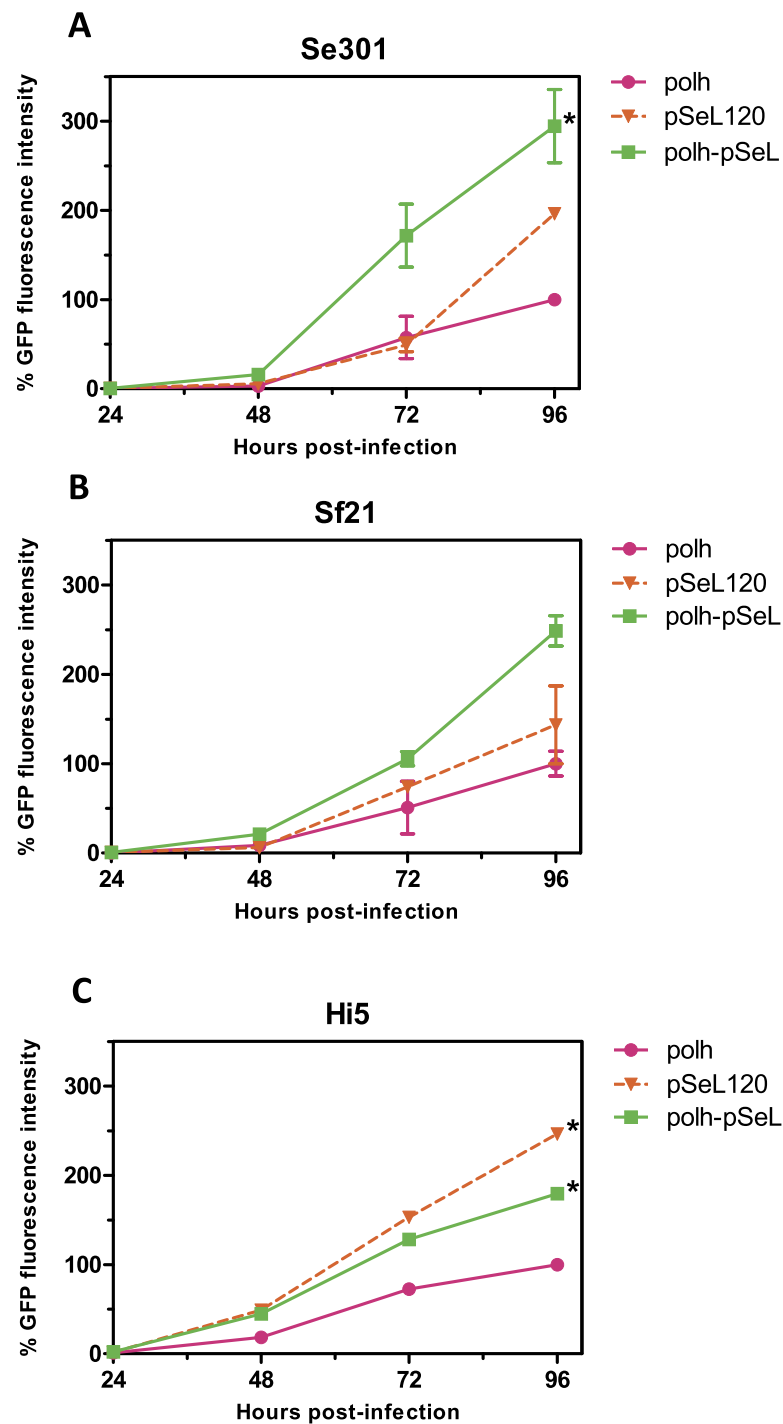 A
Se301
% GFP fluorescence intensity
300
200
100
0
24 48 72 96
Hours post-infection
*
polh
pSeL120
polh-pSeL
B
Sf21
% GFP fluorescence intensity
300
200
100
0
24 48 72 96
Hours post-infection
polh
pSeL120
polh-pSeL
C
Hi5
% GFP fluorescence intensity
300
200
100
0
24 48 72 96
Hours post-infection
*
*
polh
pSeL120
polh-pSeL